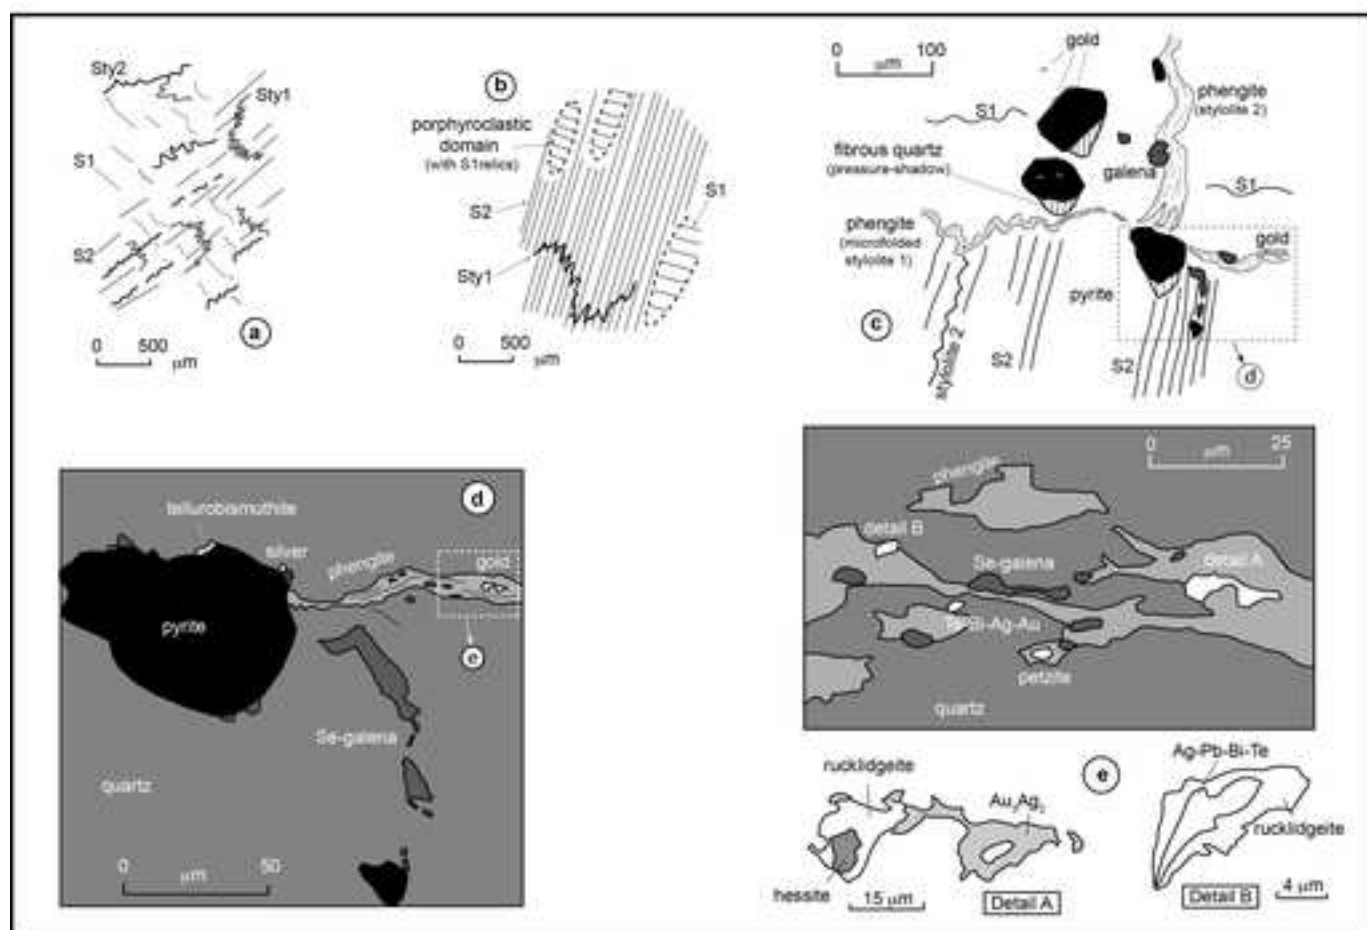 Sty2
Sty1
S1
S2
a
0 500
μm
b
porphyroclastic
domain
(with S1relics)
S1
S2
Sty1
0 500
μm
0 100
μm
gold
phengite
(stylolite 2)
S1
fibrous quartz
(pressure-shadow)
galena
S1
phengite
(microfolded
stylolite 1)
gold
pyrite
c
stylolite 2
S2
S2
d
d
tellurobismuthite
silver
phengite
gold
pyrite
e
Se-galena
quartz
0 50
μm
0 25
μm
phengite
detail B
Se-galena
detail A
Te-Bi-Ag-Au
petzite
quartz
rucklidgeite
e
Ag-Pb-Bi-Te
rucklidgeite
hessite
15 μm
Detail A
Detail B
4 μm